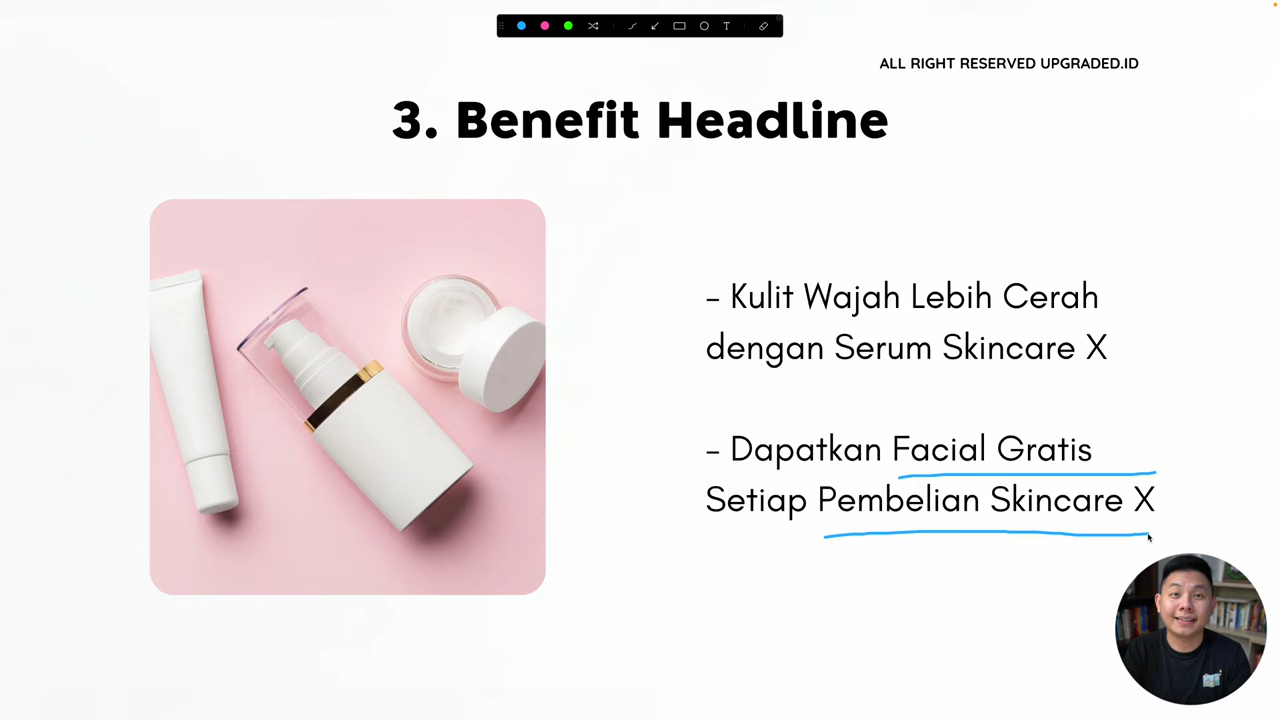 T
ALL RIGHT RESERVED UPGRADED.ID
3. Benefit Headline
- Kulit Wajah Lebih Cerah
dengan Serum Skincare X
- Dapatkan Facial Gratis
Setiap Pembelian Skincare X